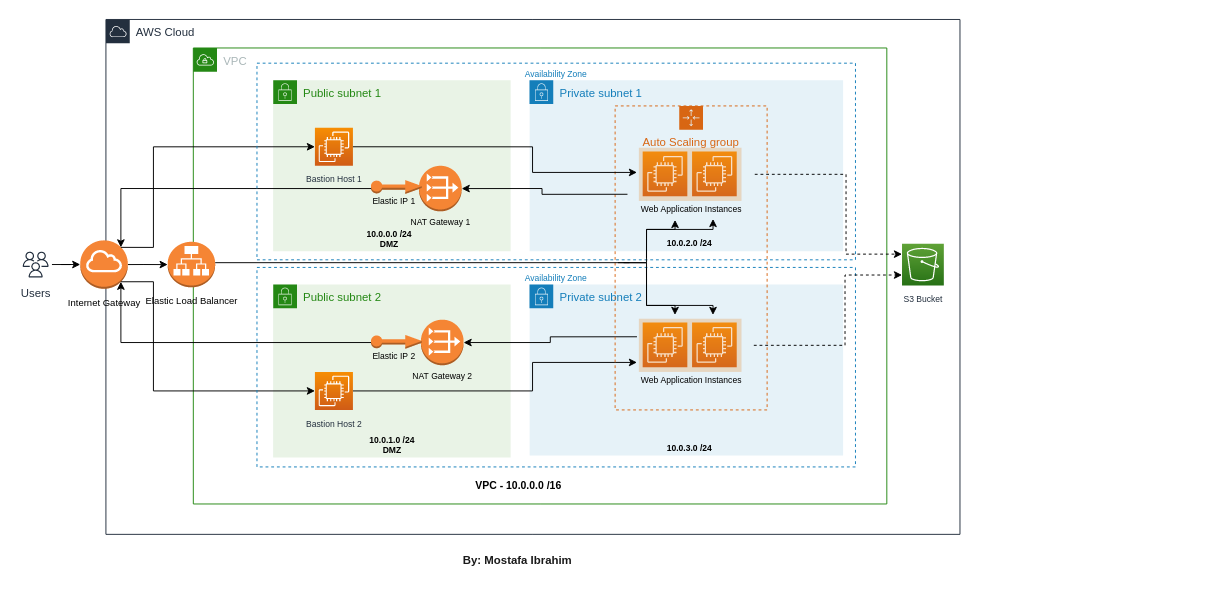 AWS Cloud
VPC
Availability Zone
Public subnet 1
Private subnet 1
Auto Scaling group
Bastion Host 1
Elastic IP 1
NAT Gateway 1
Web Application Instances
10.0.0.0 /24
DMZ
10.0.2.0 /24
Users
Internet Gateway
Elastic Load Balancer
S3 Bucket
Availability Zone
Public subnet 2
Private subnet 2
Elastic IP 2
NAT Gateway 2
Web Application Instances
Bastion Host 2
10.0.1.0 /24
DMZ
10.0.3.0 /24
VPC - 10.0.0.0 /16
By: Mostafa Ibrahim